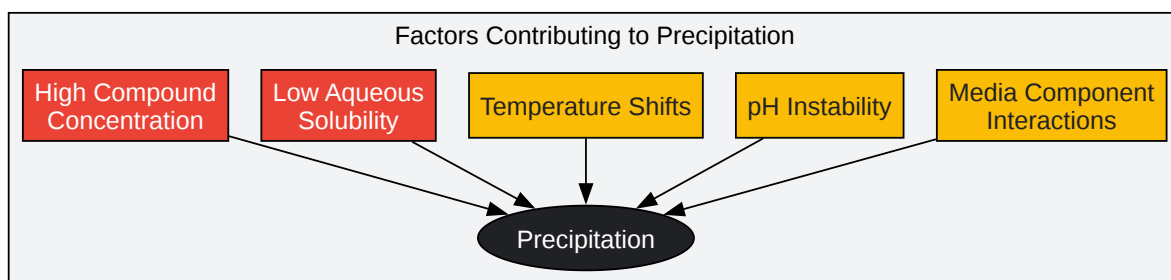 Factors Contributing to Precipitation
High Compound
Concentration
Low Aqueous
Solubility
Temperature Shifts
pH Instability
Media Component
Interactions
Precipitation